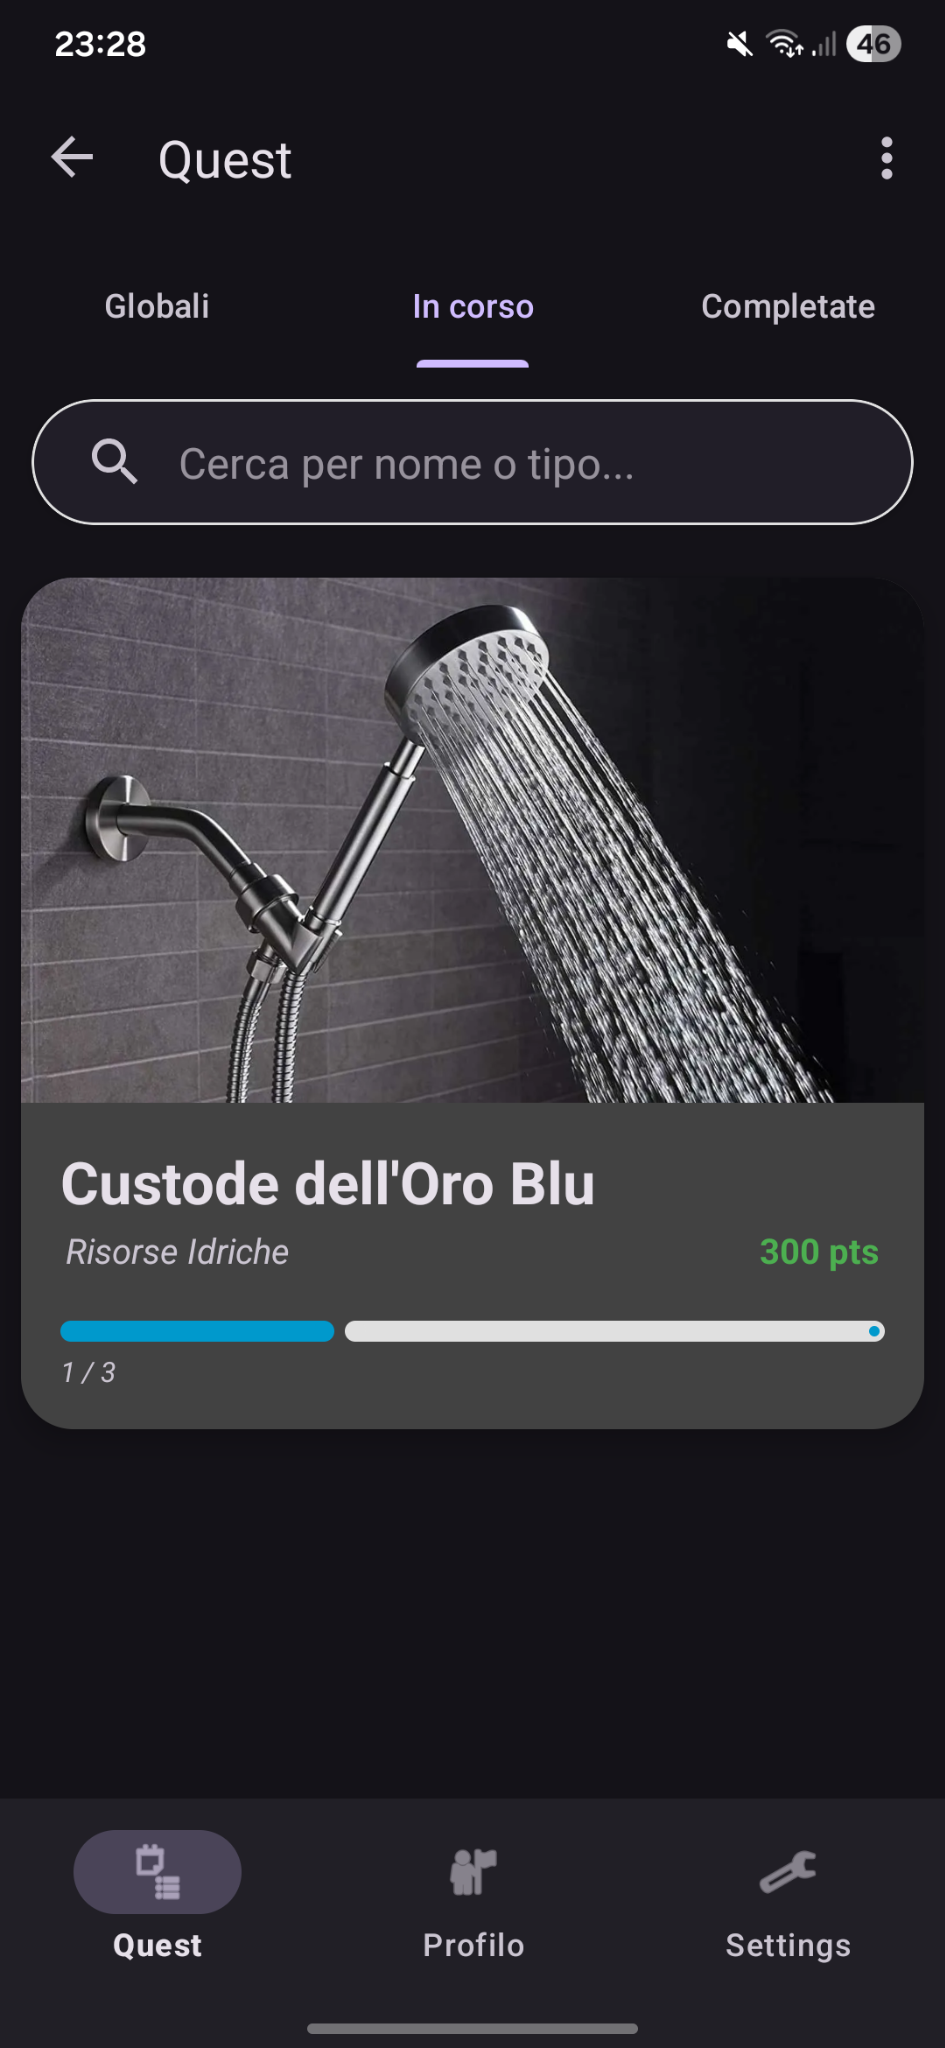 23:28
46
Quest
Globali
In corso
Completate
Cerca per nome o tipo...
Custode dell'Oro Blu
Risorse Idriche
300 pts
1 / 3
Quest
Profilo
Settings